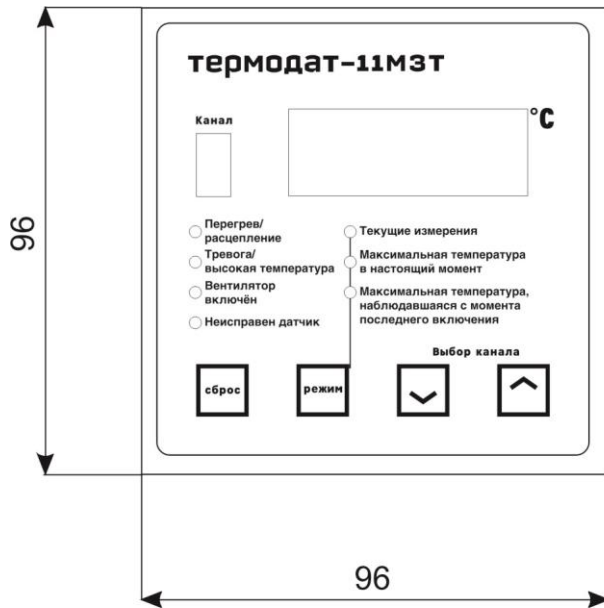 термодат-11М3Т
°C
Канал
Перегрев/
расцепление
Тревога/
высокая температура
Вентилятор
включён
Неисправен датчик
Текущие измерения
Максимальная температура
в настоящий момент
Максимальная температура,
наблюдавшаяся с момента
последнего включения
Выбор канала
сброс
режим
96
96